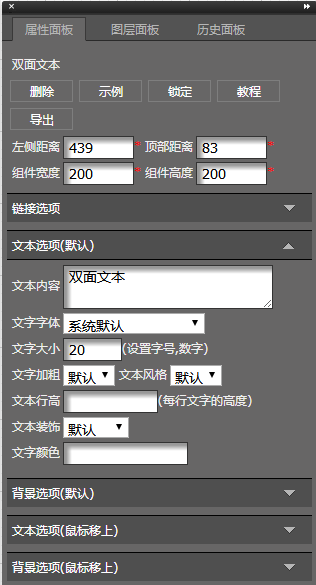 属性面板 图层面板 历史面板
双面文本
删除 示例 锁定 教程
导出
左侧距离 439 顶部距离 83
组件宽度 200 组件高度 200
链接选项
文本选项(默认)
文本内容 双面文本
文字字体 系统默认
文字大小 20 (设置字号,数字)
文字加粗 默认 文本风格 默认
文本行高 (每行文字的高度)
文本装饰 默认
文字颜色
背景选项(默认)
文本选项(鼠标移上)
背景选项(鼠标移上)